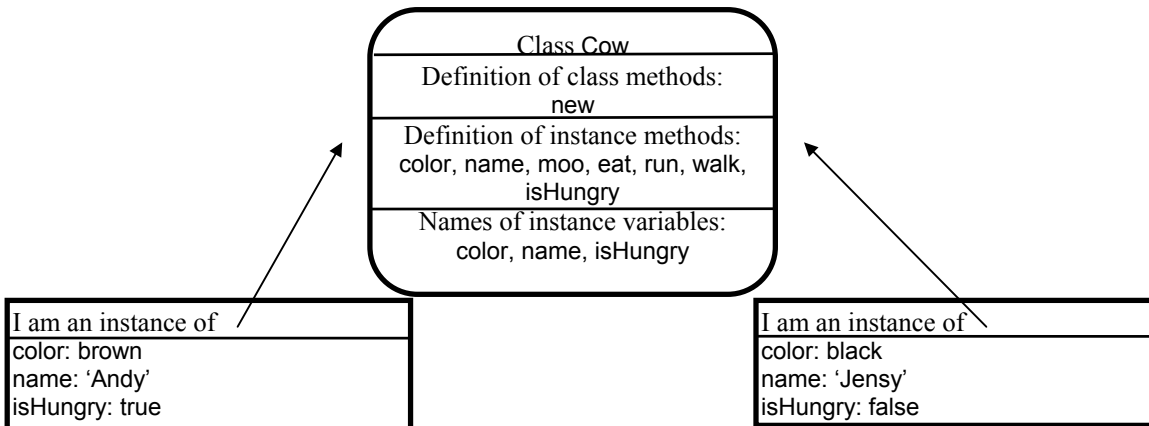 Class Cow
Definition of class methods:
new
Definition of instance methods:
color, name, moo, eat, run, walk,
isHungry
Names of instance variables:
color, name, isHungry
I am an instance of
color: brown
name: ‘Andy’
isHungry: true
I am an instance of
color: black
name: ‘Jensy’
isHungry: false